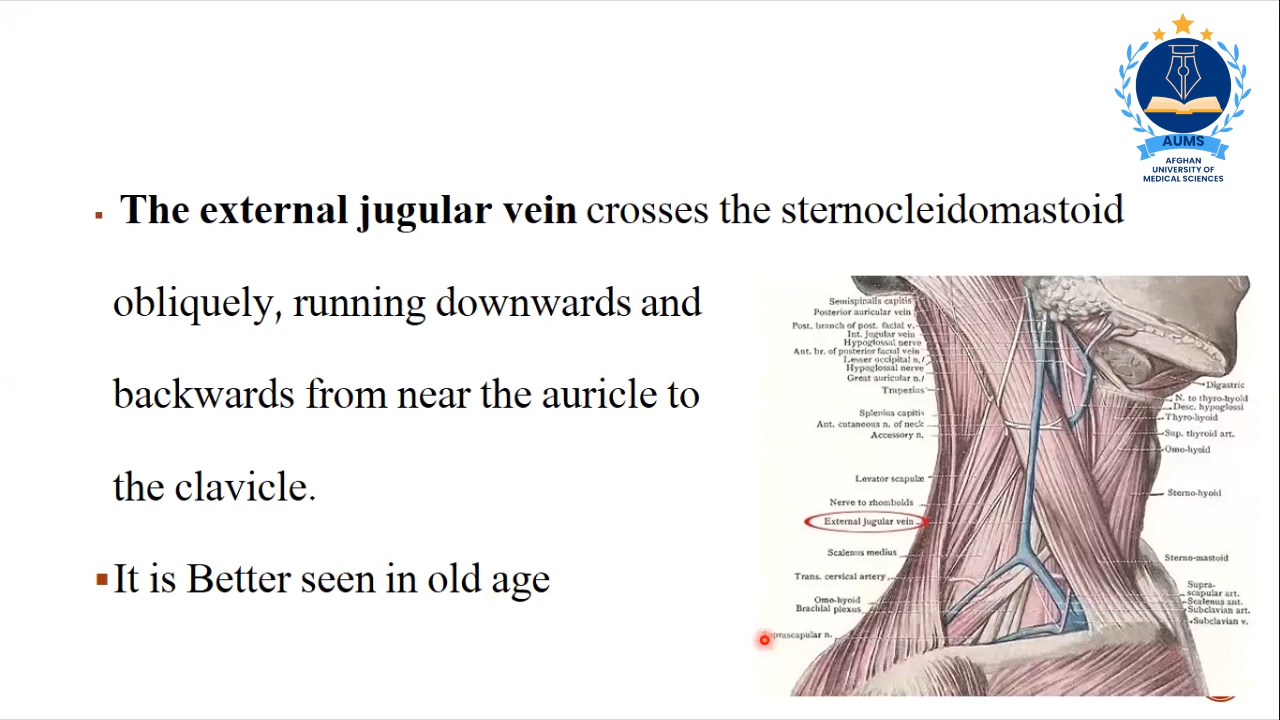 AUMS
AFGHAN
UNIVERSITY OF
MEDICAL SCIENCES
▪ The external jugular vein crosses the sternocleidomastoid
obliquely, running downwards and
backwards from near the auricle to
the clavicle.
▪It is Better seen in old age
Semispinalis capitis
Posterior auricular vein
Post. branch of post. facial v.
Int. jugular vein
Hypoglossal nerve
Ant. br. of posterior facial vein
Lesser occipital n.
Hypoglossal nerve
Great auricular n.
Trapezius
Splenius capitis
Ant. cutaneous n. of neck
Accessory n.
Levator scapulæ
Nerve to rhomboids
External jugular vein
Scalenus medius
Trans. cervical artery
Omo-hyoid
Brachial plexus
prascapular n.
Digastric
N. to thyro-hyoid
Desc. hypoglossi
Thyro-hyoid
Sup. thyroid art.
Omo-hyoid
Sterno-hyoid
Sterno-mastoid
Supra-
scapular art.
Scalenus ant.
Subclavian art.
Subclavian v.